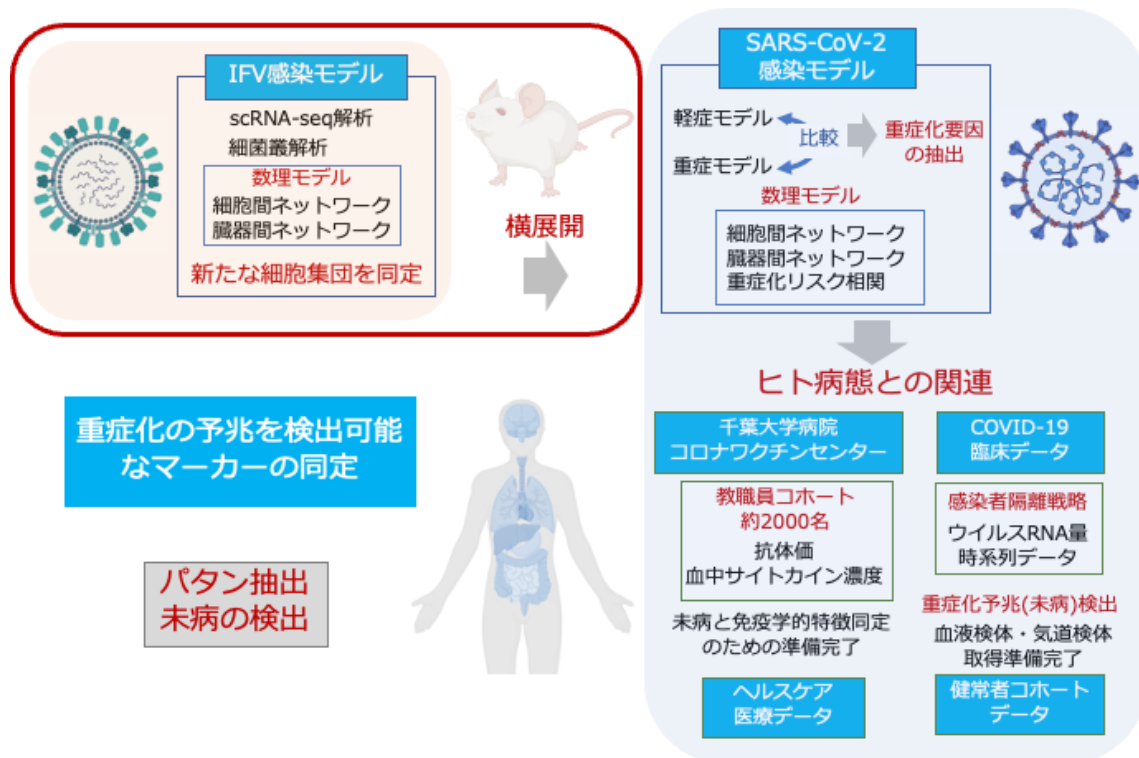 IFV感染モデル
scRNA-seq解析
細菌叢解析
数理モデル
細胞間ネットワーク
臓器間ネットワーク
新たな細胞集団を同定
横展開
SARS-CoV-2
感染モデル
軽症モデル
比較
重症モデル
重症化要因
の抽出
数理モデル
細胞間ネットワーク
臓器間ネットワーク
重症化リスク相関
ヒト病態との関連
千葉大学病院
コロナワクチンセンター
教職員コホート
約2000名
抗体価
血中サイトカイン濃度
未病と免疫学的特徴同定
のための準備完了
ヘルスケア
医療データ
COVID-19
臨床データ
感染者隔離戦略
ウイルスRNA量
時系列データ
重症化予兆(未病)検出
血液検体・気道検体
取得準備完了
健常者コホート
データ
重症化の予兆を検出可能
なマーカーの同定
パタン抽出
未病の検出